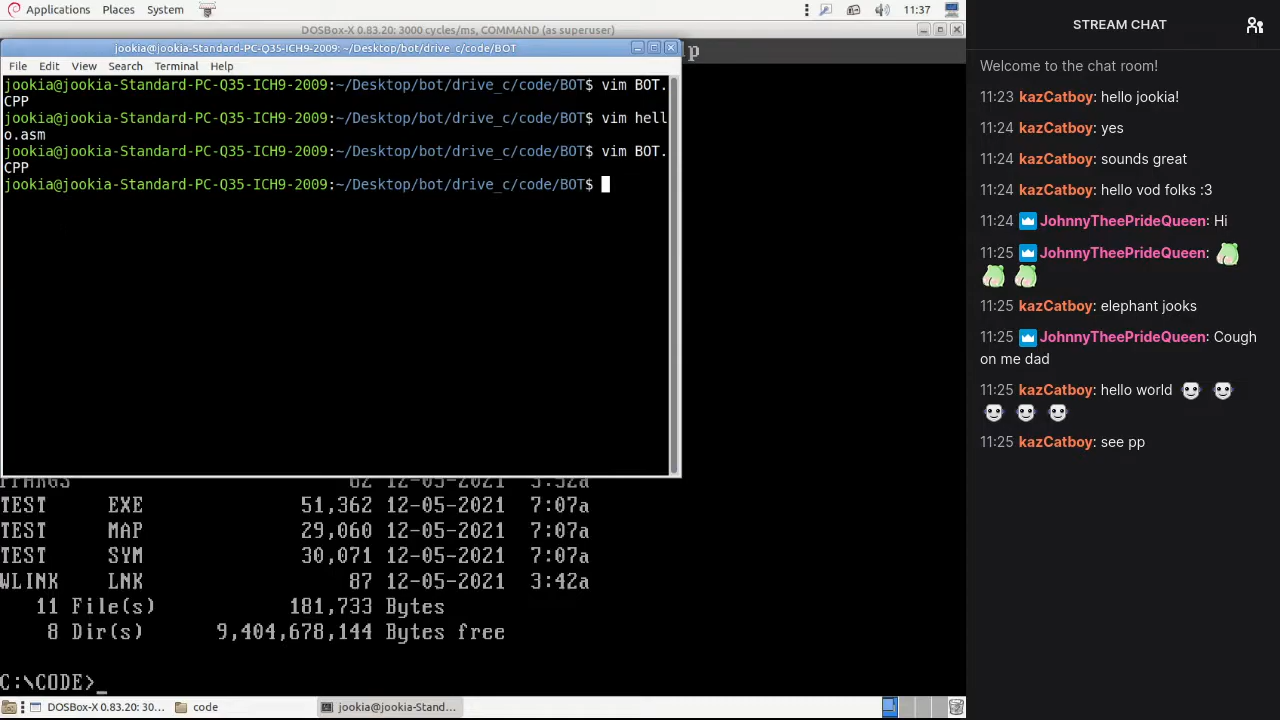 Applications Places System 11:37
DOSBox-X 0.83.20: 3000 cycles/ms, COMMAND (as superuser)
jookia@jookia-Standard-PC-Q35-ICH9-2009: ~/Desktop/bot/drive_c/code/BOT
File Edit View Search Terminal Help
jookia@jookia-Standard-PC-Q35-ICH9-2009:~/Desktop/bot/drive_c/code/BOT$ vim BOT.
CPP
jookia@jookia-Standard-PC-Q35-ICH9-2009:~/Desktop/bot/drive_c/code/BOT$ vim hell
o.asm
jookia@jookia-Standard-PC-Q35-ICH9-2009:~/Desktop/bot/drive_c/code/BOT$ vim BOT.
CPP
jookia@jookia-Standard-PC-Q35-ICH9-2009:~/Desktop/bot/drive_c/code/BOT$
TEST EXE 51,362 12-05-2021 7:07a
TEST MAP 29,060 12-05-2021 7:07a
TEST SYM 30,071 12-05-2021 7:07a
WLINK LNK 87 12-05-2021 3:42a
11 File(s) 181,733 Bytes
8 Dir(s) 9,404,678,144 Bytes free
C:\CODE>_
DOSBox-X 0.83.20: 30... code jookia@jookia-Stand...
STREAM CHAT
Welcome to the chat room!
11:23 kazCatboy: hello jookia!
11:24 kazCatboy: yes
11:24 kazCatboy: sounds great
11:24 kazCatboy: hello vod folks :3
11:24 JohnnyTheePrideQueen: Hi
11:25 JohnnyTheePrideQueen:
11:25 kazCatboy: elephant jooks
11:25 JohnnyTheePrideQueen: Cough
on me dad
11:25 kazCatboy: hello world
11:25 kazCatboy: see pp